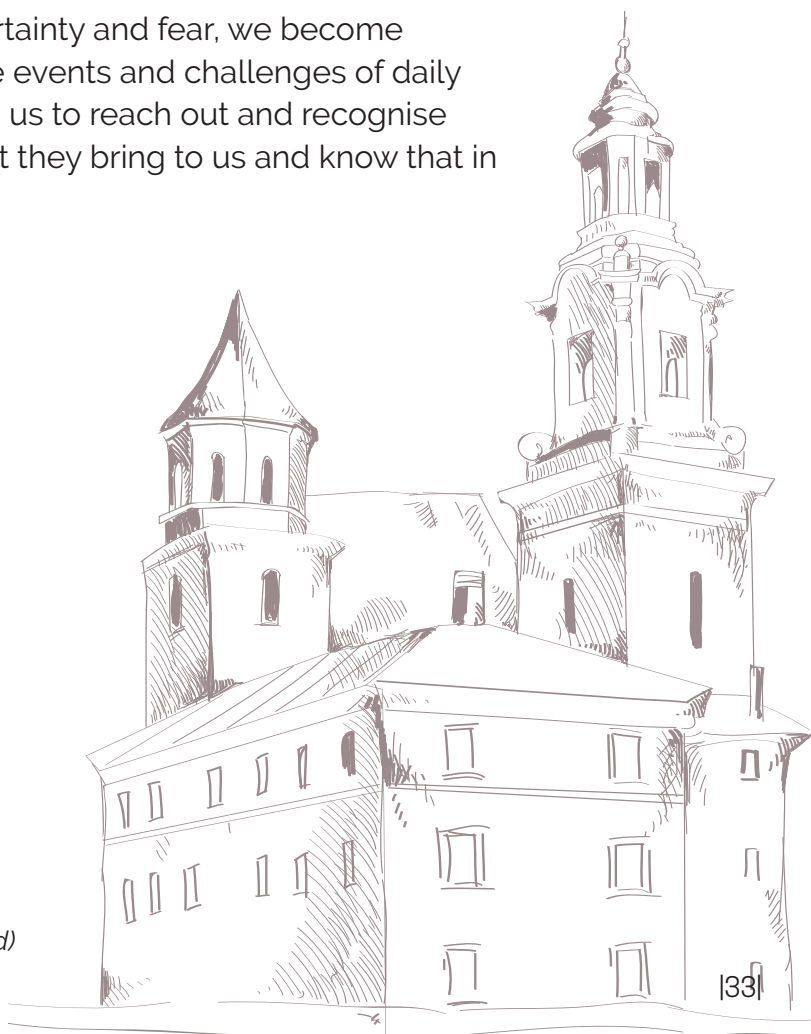 rtainty and fear, we become
e events and challenges of daily
us to reach out and recognise
t they bring to us and know that in
d)
|33|